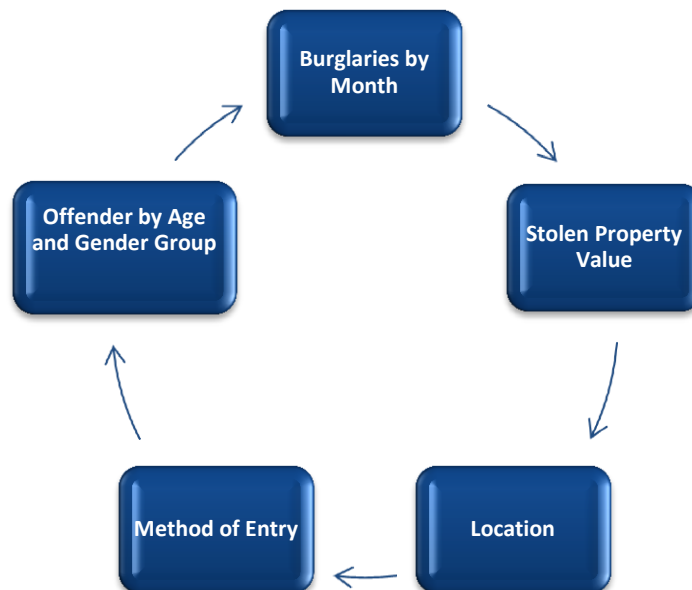 Burglaries by
Month
Stolen Property
Value
Location
Method of Entry
Offender by Age
and Gender Group